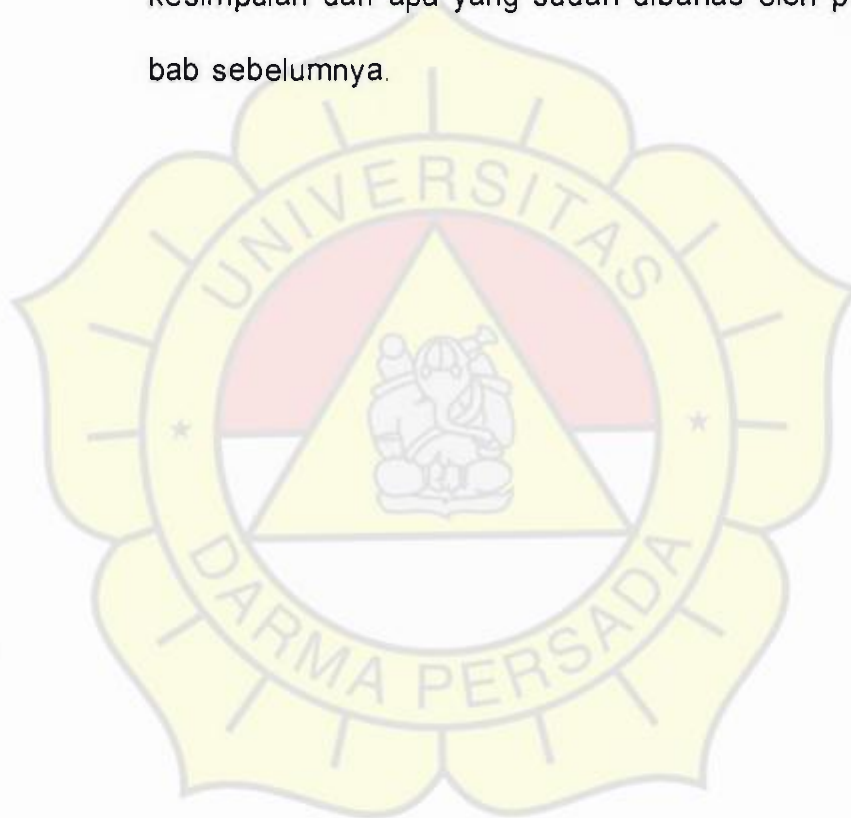 kesimpulan dari apa yang sudah dibahas oleh
bab sebelumnya.
UNIVERSITAS
DARMA PERSADA